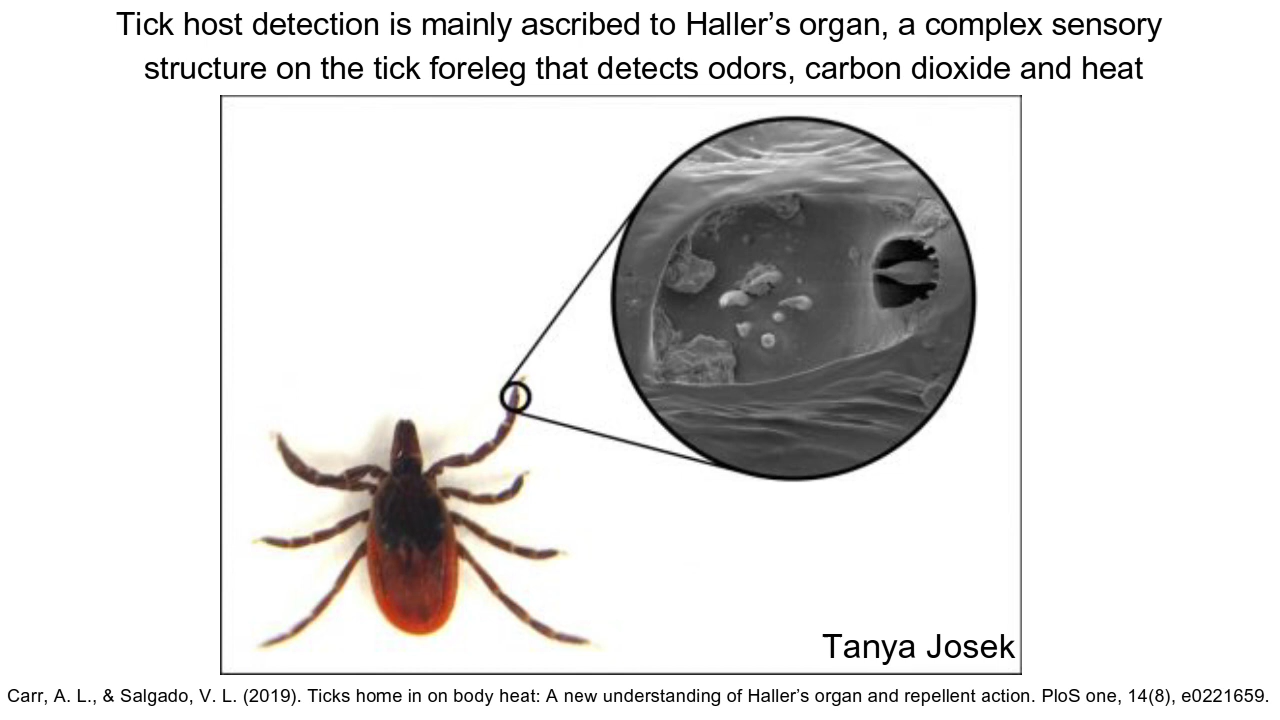 Tick host detection is mainly ascribed to Haller’s organ, a complex sensory
structure on the tick foreleg that detects odors, carbon dioxide and heat
Tanya Josek
Carr, A. L., & Salgado, V. L. (2019). Ticks home in on body heat: A new understanding of Haller’s organ and repellent action. PloS one, 14(8), e0221659.